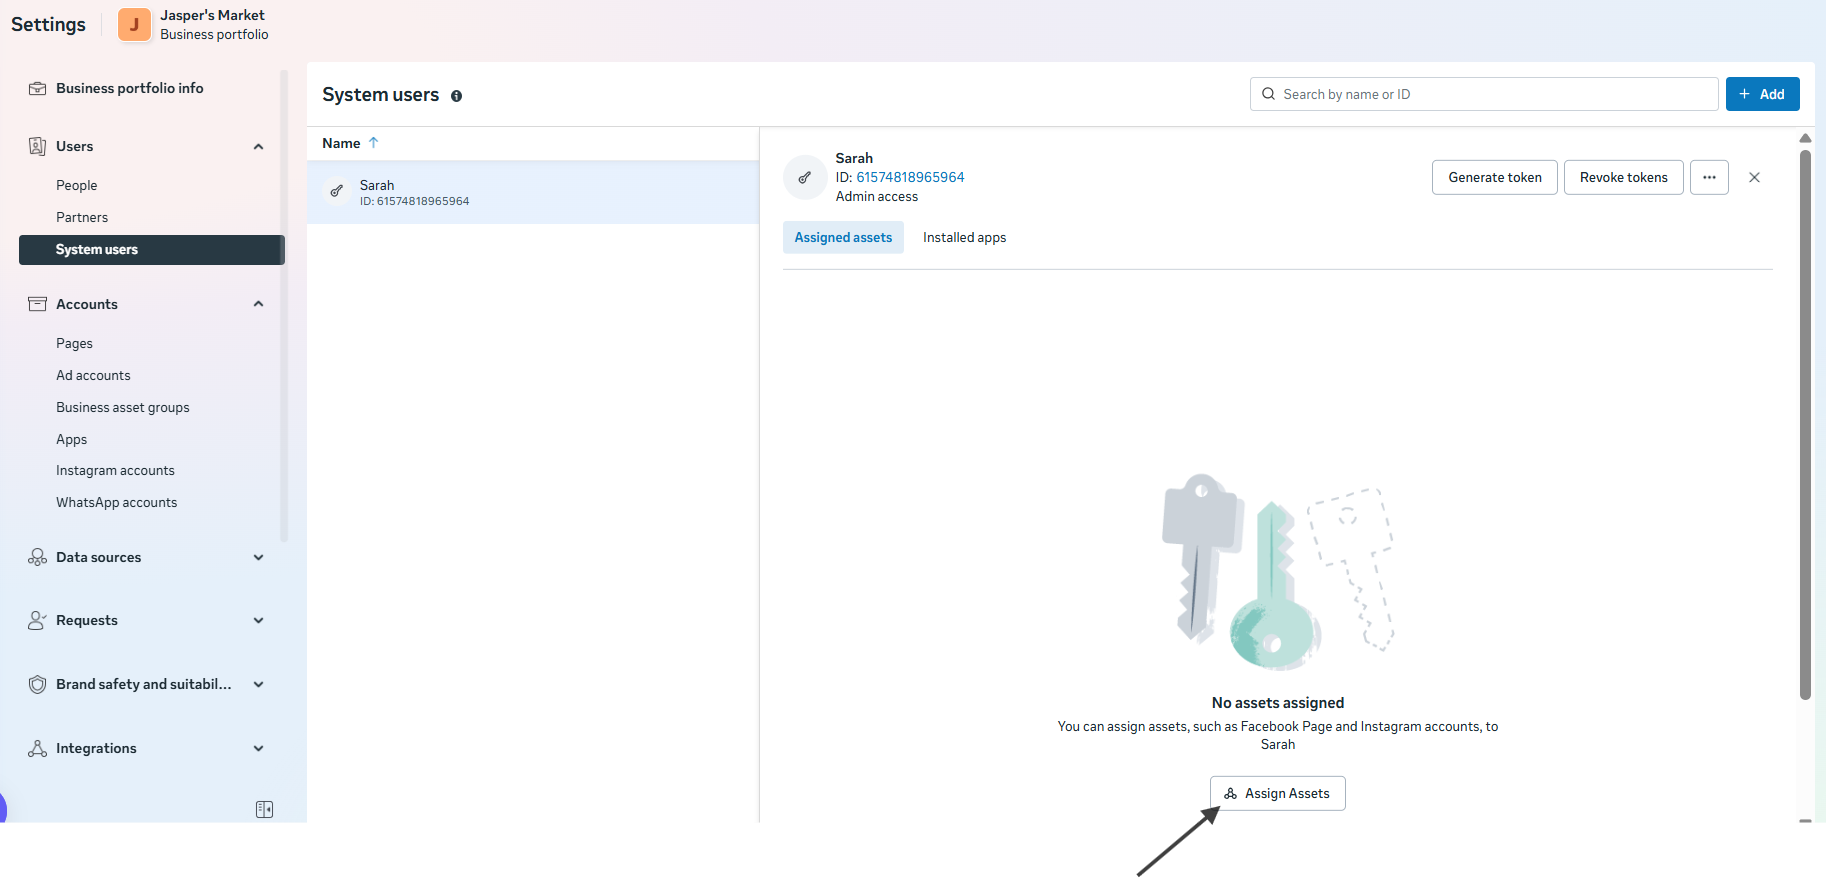 Settings
J
Jasper's Market
Business portfolio
Business portfolio info
Users
People
Partners
System users
Accounts
Pages
Ad accounts
Business asset groups
Apps
Instagram accounts
WhatsApp accounts
Data sources
Requests
Brand safety and suitabil...
Integrations
System users
Search by name or ID
+ Add
Name ↑
Sarah
ID: 61574818965964
Sarah
ID: 61574818965964
Admin access
Generate token
Revoke tokens
...
Assigned assets
Installed apps
No assets assigned
You can assign assets, such as Facebook Page and Instagram accounts, to
Sarah
Assign Assets